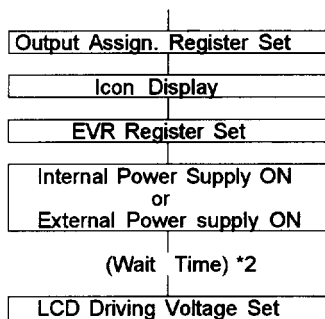 Output Assign. Register Set
Icon Display
EVR Register Set
Internal Power Supply ON
or
External Power supply ON
(Wait Time) *2
LCD Driving Voltage Set